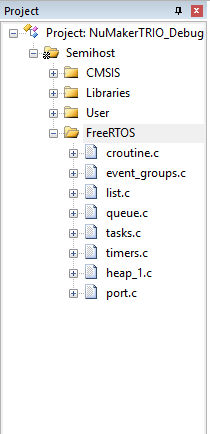 Project
Project: NuMakerTRIO_Debug
Semihost
CMSIS
Libraries
User
FreeRTOS
croutine.c
event_groups.c
list.c
queue.c
tasks.c
timers.c
heap_1.c
port.c